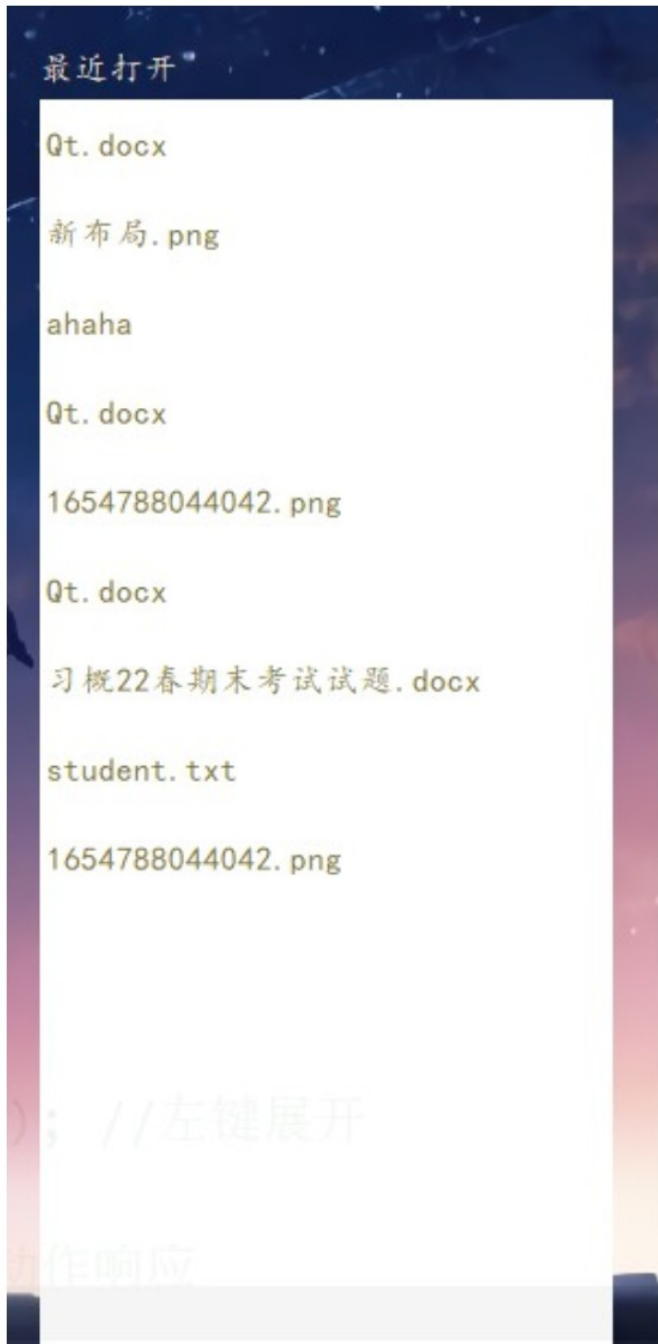 最近打开
Qt.docx
新布局.png
ahaha
Qt.docx
1654788044042.png
Qt.docx
习概22春期末考试试题.docx
student.txt
1654788044042.png
); //左键展开
动作响应